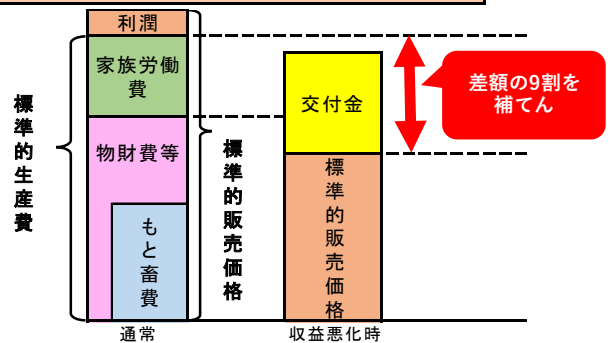 利潤
家族労働
費
物財費等
もと畜費
標準的生産費
標準的販売価格
通常
交付金
標準的販売価格
収益悪化時
差額の9割を
補てん